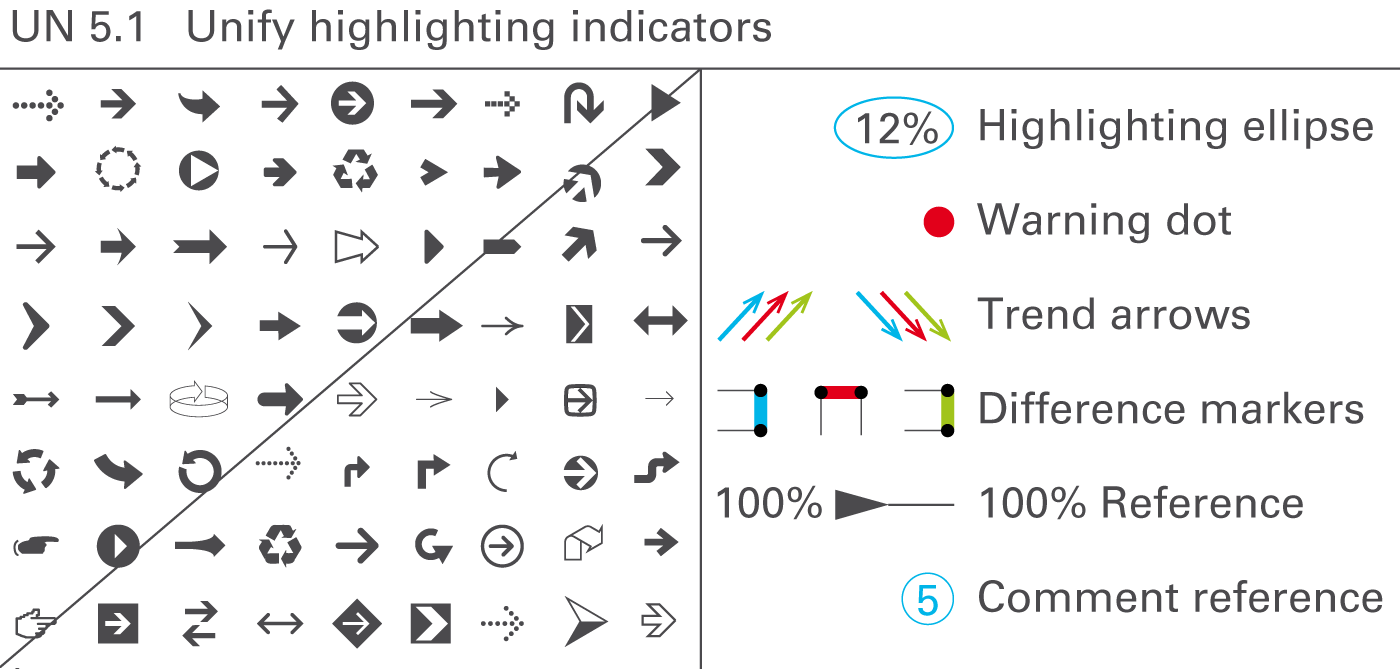 UN 5.1 Unify highlighting indicators
12% Highlighting ellipse
Warning dot
Trend arrows
Difference markers
100% 100% Reference
5 Comment reference